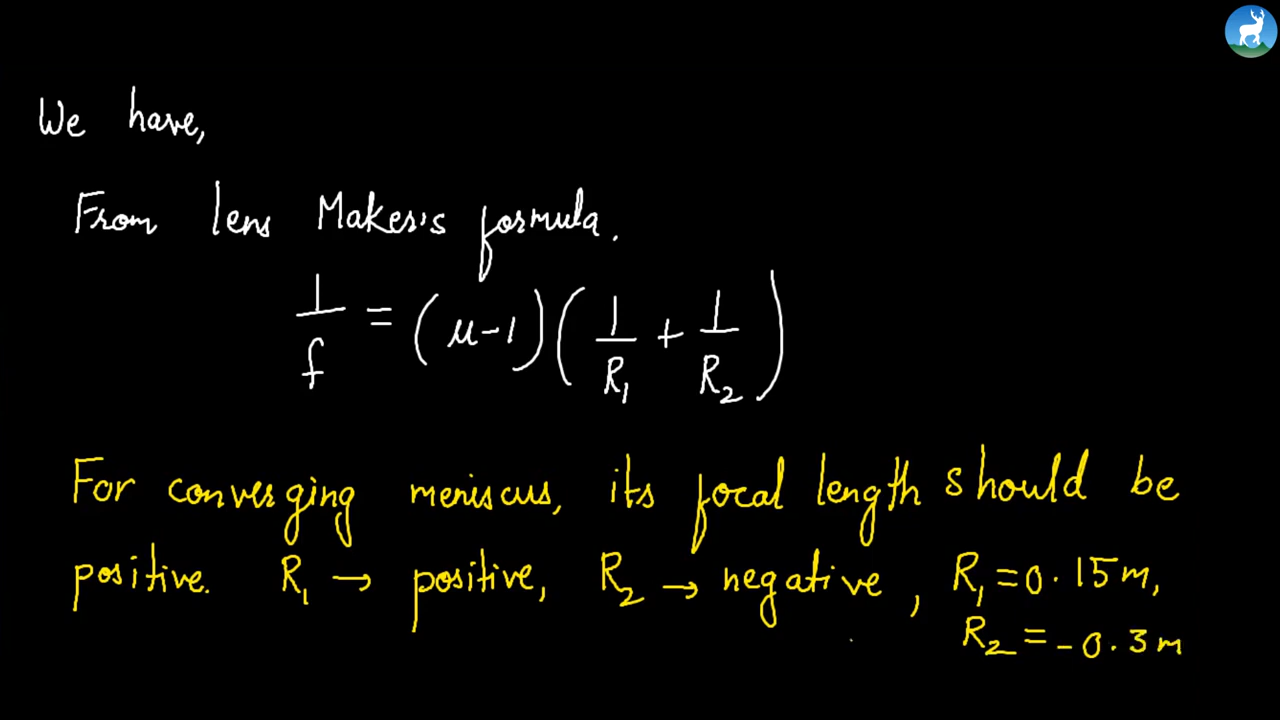 We have,
From lens Maker's formula.
1/f = (μ-1)(1/R₁ + 1/R₂)
For converging meniscus, its focal length should be
positive. R₁ → positive, R₂ → negative, R₁ = 0.15m,
R₂ = -0.3m